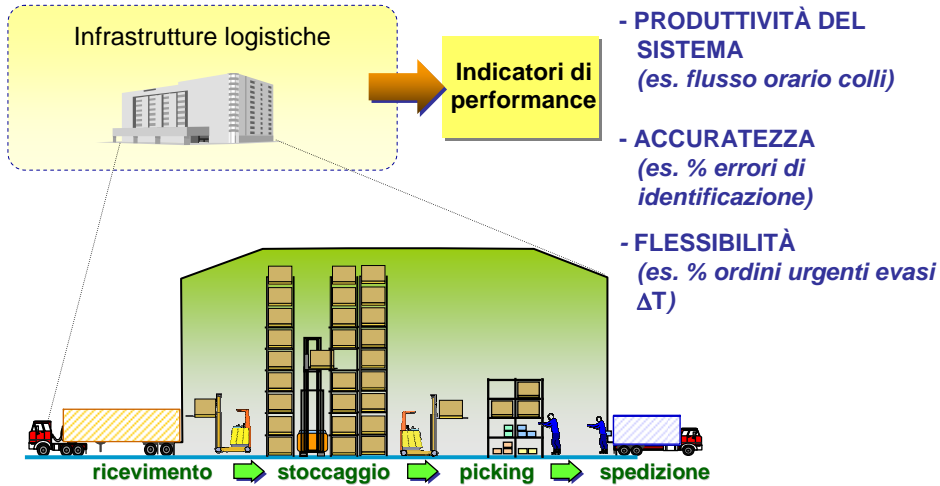 Infrastrutture logistiche
Indicatori di
performance
- PRODUTTIVITÀ DEL
SISTEMA
(es. flusso orario colli)
- ACCURATEZZA
(es. % errori di
identificazione)
- FLESSIBILITÀ
(es. % ordini urgenti evasi
ΔT)
ricevimento stoccaggio picking spedizione